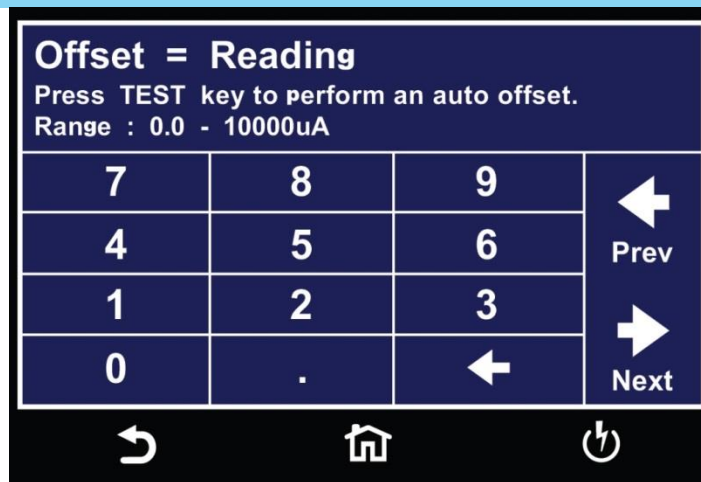 Offset = Reading
Press TEST key to perform an auto offset.
Range : 0.0 - 10000uA
7 8 9
4 5 6
Prev
1 2 3
0 .
Next